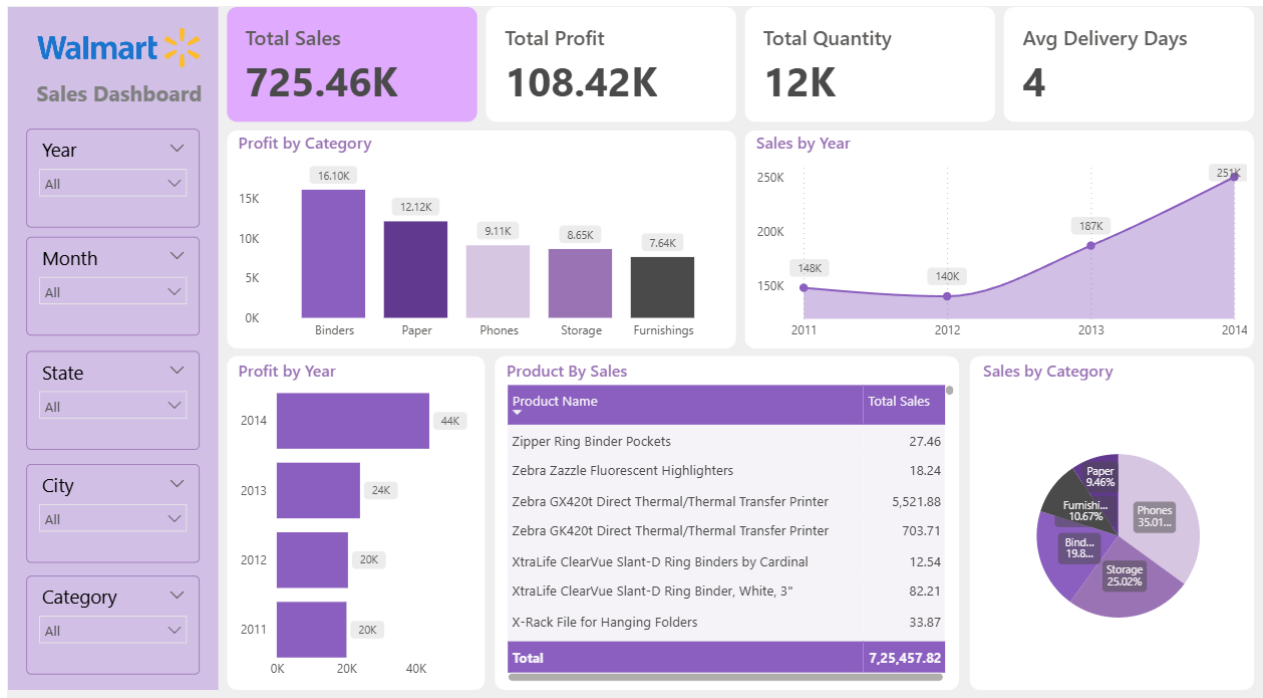 Walmart
Sales Dashboard
Year
All
Month
All
State
All
City
All
Category
All
Total Sales
725.46K
Total Profit
108.42K
Total Quantity
12K
Avg Delivery Days
4
Profit by Category
15K
10K
5K
0K
16.10K
12.12K
9.11K
8.65K
7.64K
Binders Paper Phones Storage Furnishings
Sales by Year
250K
200K
150K
148K
140K
187K
251K
2011 2012 2013 2014
Profit by Year
2014 44K
2013 24K
2012 20K
2011 20K
0K 20K 40K
Product By Sales
Product Name Total Sales
Zipper Ring Binder Pockets 27.46
Zebra Zazzle Fluorescent Highlighters 18.24
Zebra GX420t Direct Thermal/Thermal Transfer Printer 5,521.88
Zebra GK420t Direct Thermal/Thermal Transfer Printer 703.71
XtraLife ClearVue Slant-D Ring Binders by Cardinal 12.54
XtraLife ClearVue Slant-D Ring Binder, White, 3" 82.21
X-Rack File for Hanging Folders 33.87
Total 7,25,457.82
Sales by Category
Paper
9.46%
Furnishi...
10.67%
Bind...
19.8...
Phones
35.01...
Storage
25.02%